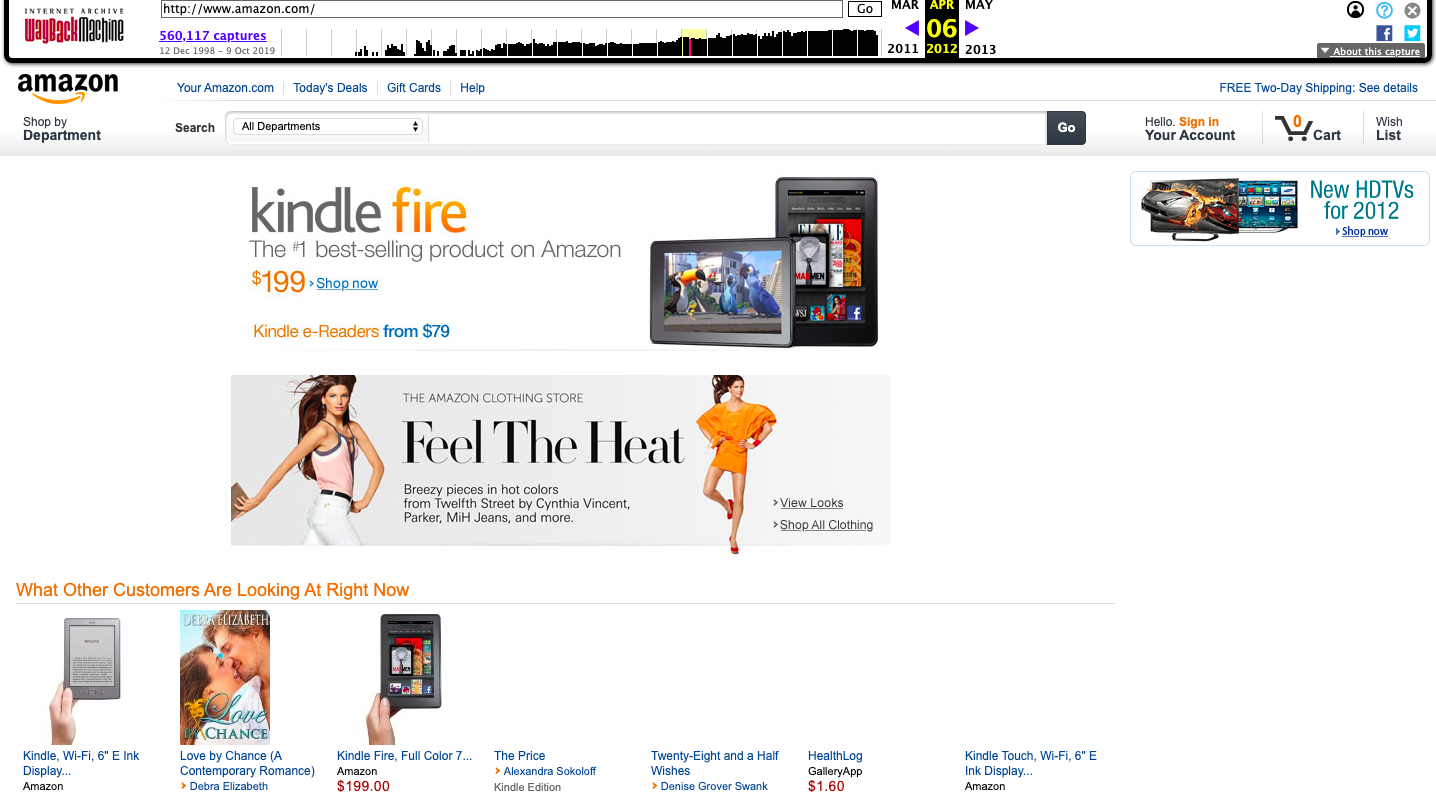 INTERNET ARCHIVE
WayBackMachine
http://www.amazon.com/
Go
MAR
APR
MAY
560,117 captures
06
12 Dec 1998 – 9 Oct 2019
2011
2012
2013
About this capture
amazon
Your Amazon.com
Today's Deals
Gift Cards
Help
FREE Two-Day Shipping: See details
Shop by
Department
Search
All Departments
Go
Hello. Sign in
Your Account
0
Cart
Wish
List
kindle fire
The #1 best-selling product on Amazon
$199
Shop now
Kindle e-Readers from $79
New HDTVs
for 2012
Shop now
THE AMAZON CLOTHING STORE
Feel The Heat
Breezy pieces in hot colors
from Twelfth Street by Cynthia Vincent,
Parker, MiH Jeans, and more.
View Looks
Shop All Clothing
What Other Customers Are Looking At Right Now
DEBRA ELIZABETH
Love
BY CHANCE
Kindle, Wi-Fi, 6" E Ink
Display...
Amazon
Love by Chance (A
Contemporary Romance)
Debra Elizabeth
Kindle Fire, Full Color 7...
Amazon
$199.00
The Price
Alexandra Sokoloff
Kindle Edition
Twenty-Eight and a Half
Wishes
Denise Grover Swank
HealthLog
GalleryApp
$1.60
Kindle Touch, Wi-Fi, 6" E
Ink Display...
Amazon